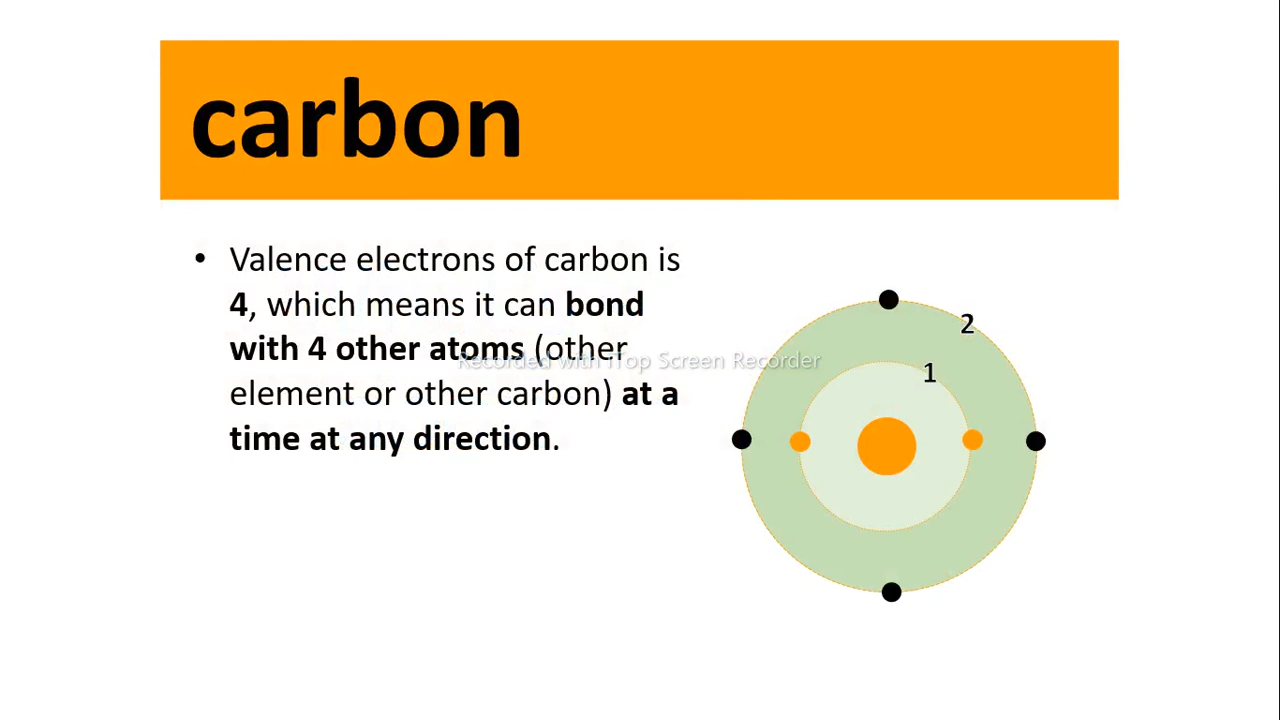 carbon
• Valence electrons of carbon is
4, which means it can bond
with 4 other atoms (other
element or other carbon) at a
time at any direction.
Recorded with iTop Screen Recorder
2
1